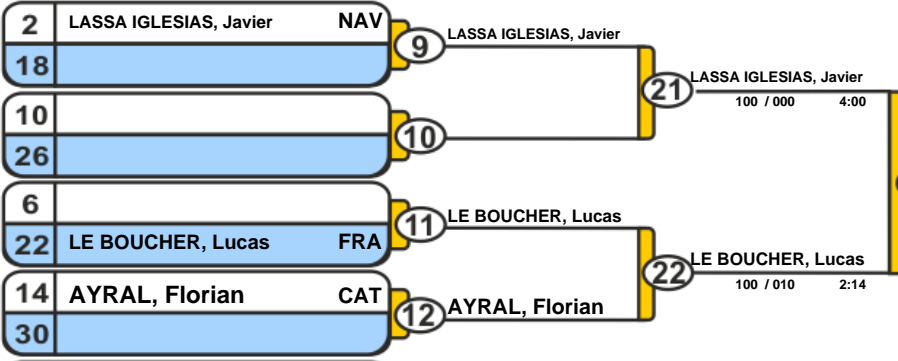 2 LASSA IGLESIAS, Javier NAV
18
9 LASSA IGLESIAS, Javier
10
26
10
21 LASSA IGLESIAS, Javier
100 / 000 4:00
6
22 LE BOUCHER, Lucas FRA
11 LE BOUCHER, Lucas
14 AYRAL, Florian CAT
30
12 AYRAL, Florian
22 LE BOUCHER, Lucas
100 / 010 2:14